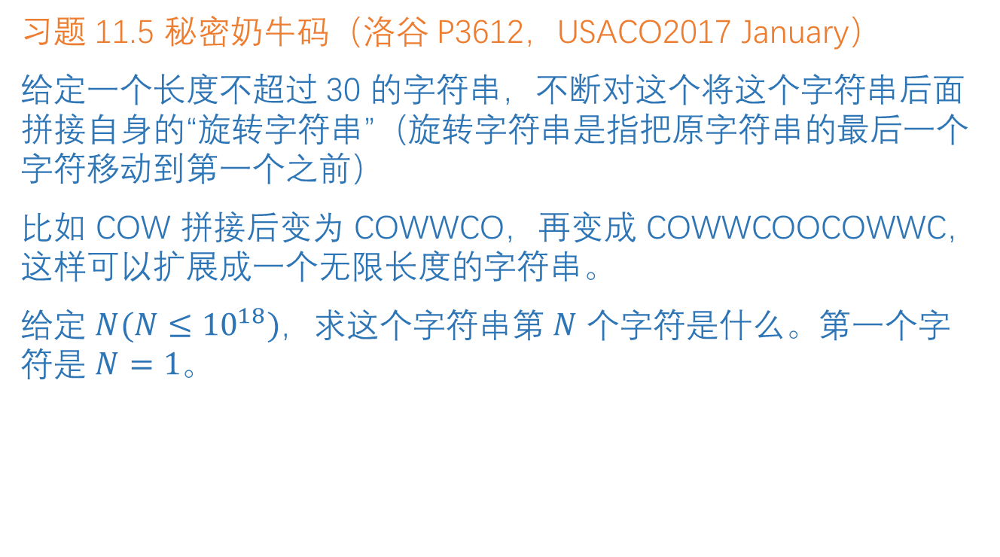 习题 11.5 秘密奶牛码（洛谷 P3612，USACO2017 January）
给定一个长度不超过 30 的字符串，不断对这个将这个字符串后面
拼接自身的“旋转字符串”（旋转字符串是指把原字符串的最后一个
字符移动到第一个之前）
比如 COW 拼接后变为 COWWCO，再变成 COWWCOOCOWWC，
这样可以扩展成一个无限长度的字符串。
给定 𝑁(𝑁 ≤ 10¹⁸)，求这个字符串第 𝑁 个字符是什么。第一个字
符是 𝑁 = 1。